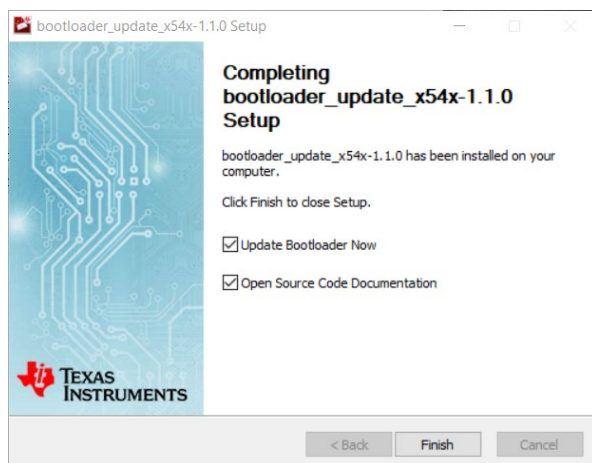 bootloader_update_x54x-1.1.0 Setup
Completing
bootloader_update_x54x-1.1.0
Setup
bootloader_update_x54x-1.1.0 has been installed on your
computer.
Click Finish to close Setup.
Update Bootloader Now
Open Source Code Documentation
TEXAS
INSTRUMENTS
< Back
Finish
Cancel